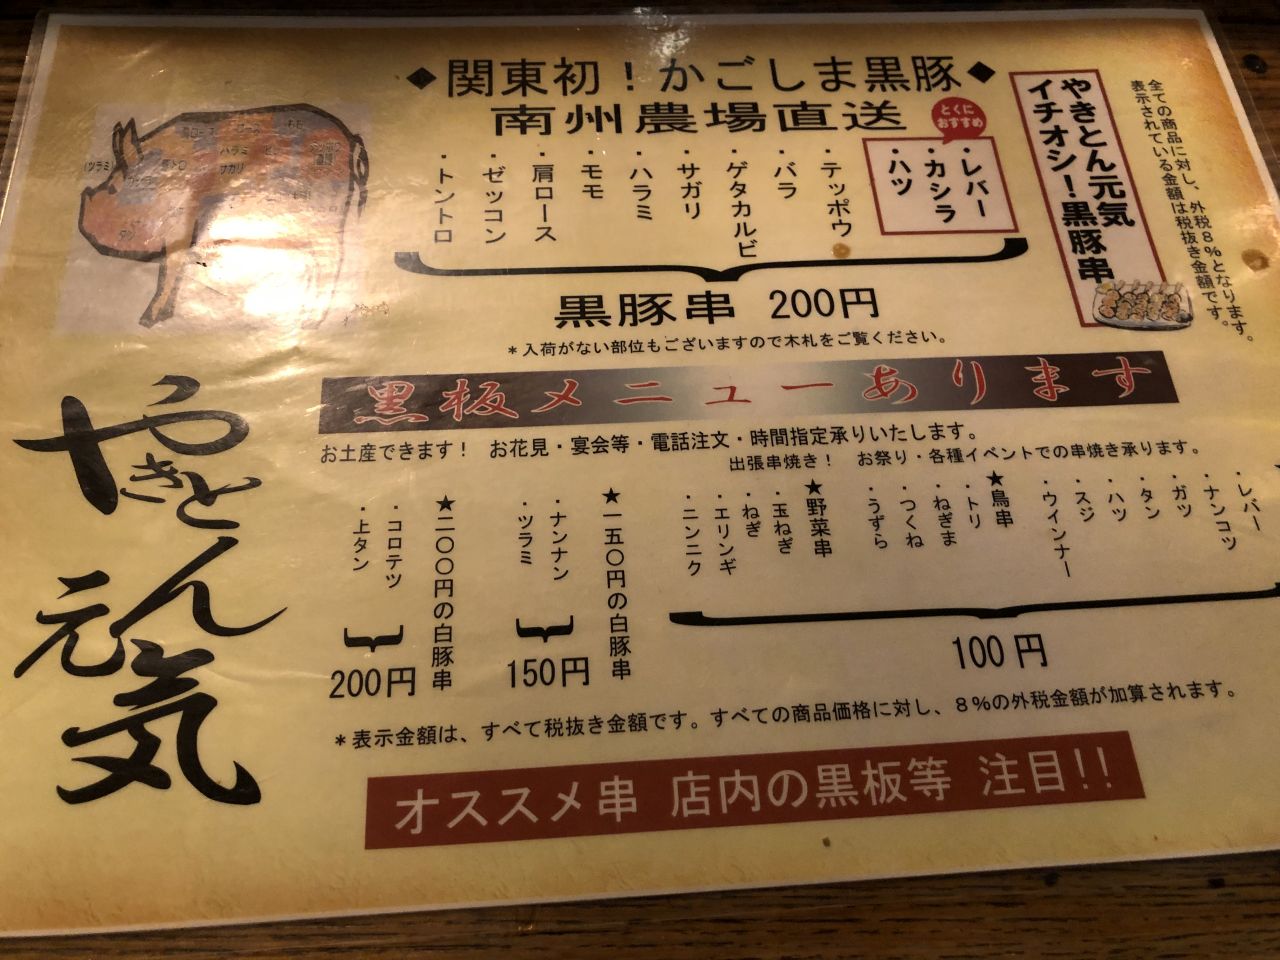 ◆関東初！かごしま黒豚◆
南州農場直送
とくに
おすすめ
やきとん元気
イチオシ！黒豚串
全ての商品に対し、外税８％となります。
表示されている金額は税抜き金額です。
・レバー
・カシラ
・ハツ
・テッポウ
・バラ
・ゲタカルビ
・サガリ
・ハラミ
・モモ
・肩ロース
・ゼッコン
・トントロ
(ツラミ)
ハラミ
サガリ
黒豚串 200円
＊入荷がない部位もございますので木札をご覧ください。
黒板メニューあります
お土産できます！ お花見・宴会等・電話注文・時間指定承りいたします。
出張串焼き！ お祭り・各種イベントでの串焼き承ります。
・レバー
・ナンコツ
・ガツ
・タン
・ハツ
・スジ
・ウインナー
★鳥串
・トリ
・ねぎま
・つくね
・うずら
★野菜串
・玉ねぎ
・ねぎ
・エリンギ
・ニンニク
100円
★一五〇円の白豚串
・ナンナン
・ツラミ
150円
★二〇〇円の白豚串
・コロテツ
・上タン
200円
＊表示金額は、すべて税抜き金額です。すべての商品価格に対し、８％の外税金額が加算されます。
オススメ串 店内の黒板等 注目!!
やきとん
元気